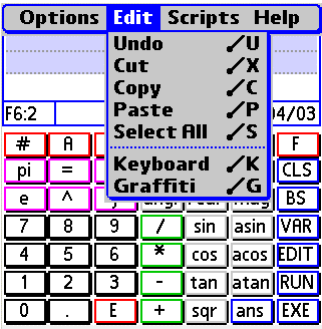 Options Edit Scripts Help
Undo /U
Cut /X
Copy /C
Paste /P
Select All /S
Keyboard /K
Graffiti /G
F6:2 04/03
# A F
pi = CLS
e ^ BS
7 8 9 / sin asin VAR
4 5 6 * cos acos EDIT
1 2 3 - tan atan RUN
0 . E + sqr ans EXE